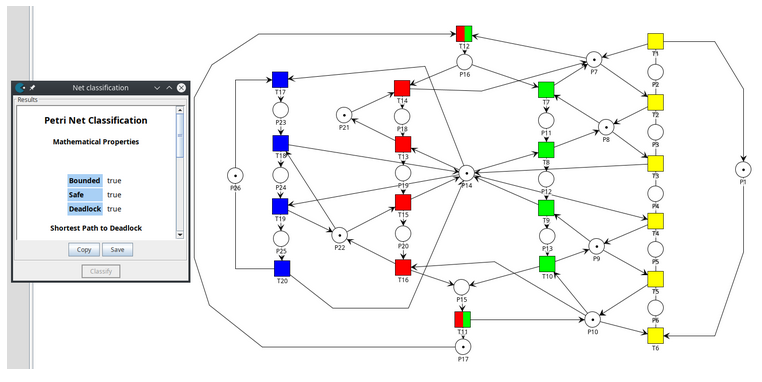 Net classification
Results
Petri Net Classification
Mathematical Properties
Bounded true
Safe true
Deadlock true
Shortest Path to Deadlock
Copy Save
Classify
T12
P16
T17
P23
T18
P24
T19
P25
T20
P26
P21
P22
T14
P18
T13
P19
T15
P20
T16
P14
P15
T11
P17
T7
P11
T8
P12
T9
P13
T10
P7
P8
P9
P10
T1
P2
T2
P3
T3
P4
T4
P5
T5
P6
T6
P1